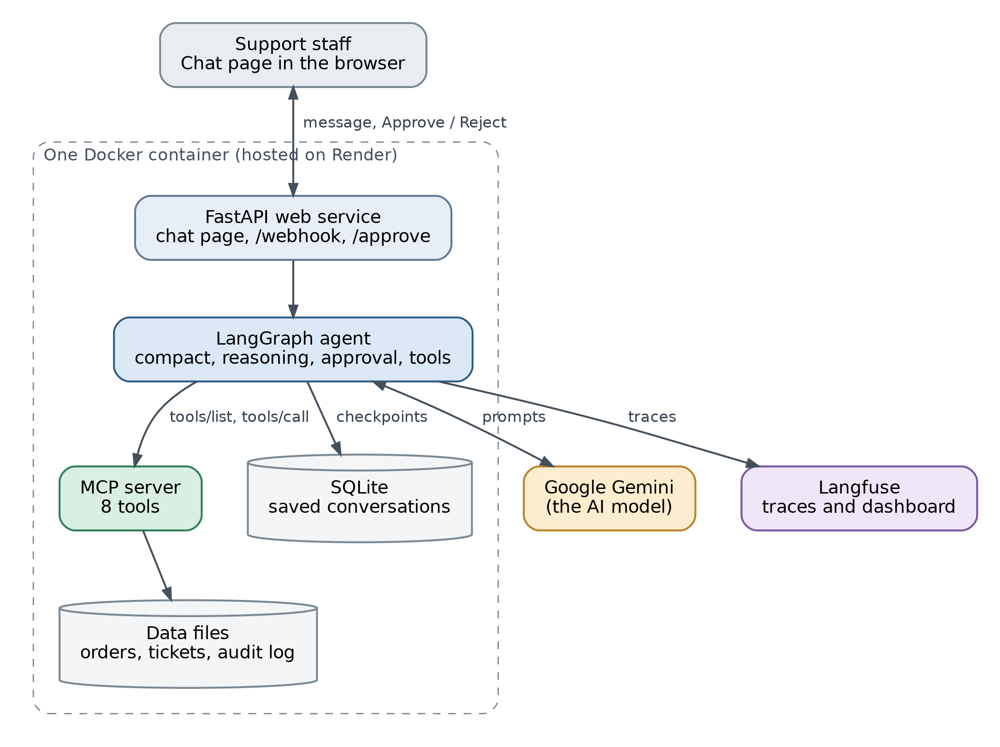 Support staff
Chat page in the browser
message, Approve / Reject
One Docker container (hosted on Render)
FastAPI web service
chat page, /webhook, /approve
LangGraph agent
compact, reasoning, approval, tools
tools/list, tools/call
checkpoints
prompts
traces
MCP server
8 tools
SQLite
saved conversations
Google Gemini
(the AI model)
Langfuse
traces and dashboard
Data files
orders, tickets, audit log